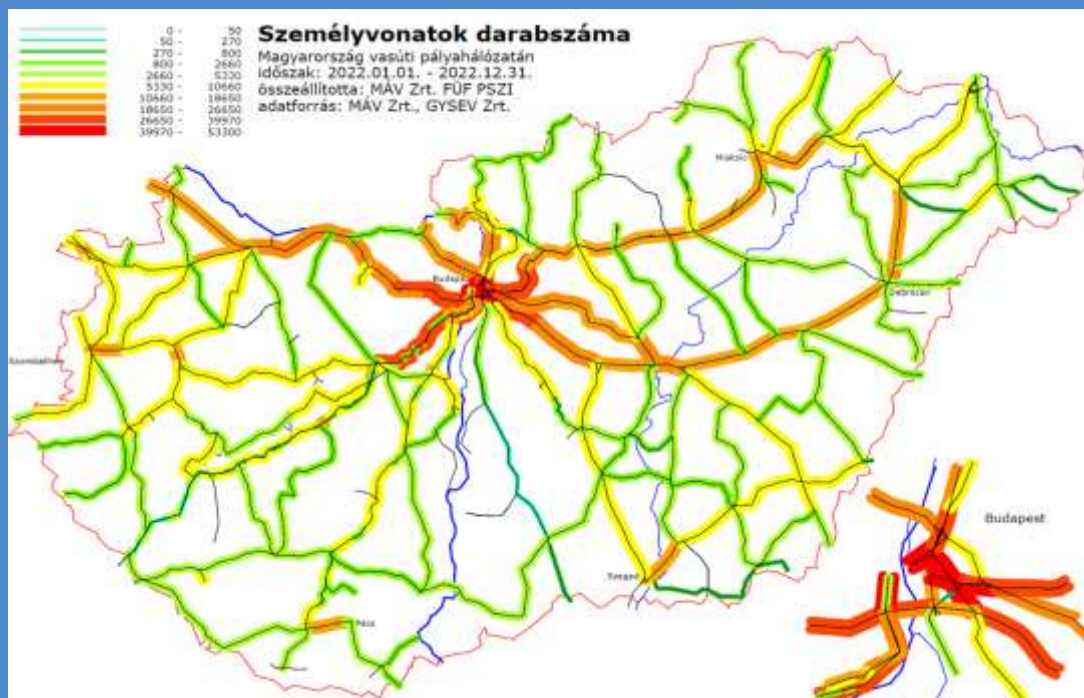 0 - 50
50 - 270
270 - 800
800 - 2660
2660 - 5330
5330 - 10660
10660 - 18650
18650 - 26650
26650 - 39970
39970 - 53300
Személyvonatok darabszáma
Magyarország vasúti pályahálózatán
időszak: 2022.01.01. - 2022.12.31.
összeállította: MÁV Zrt. FÜF PSZI
adatforrás: MÁV Zrt., GYSEV Zrt.
Miskolc
Budapest
Debrecen
Szombathely
Szeged
Pécs
Budapest